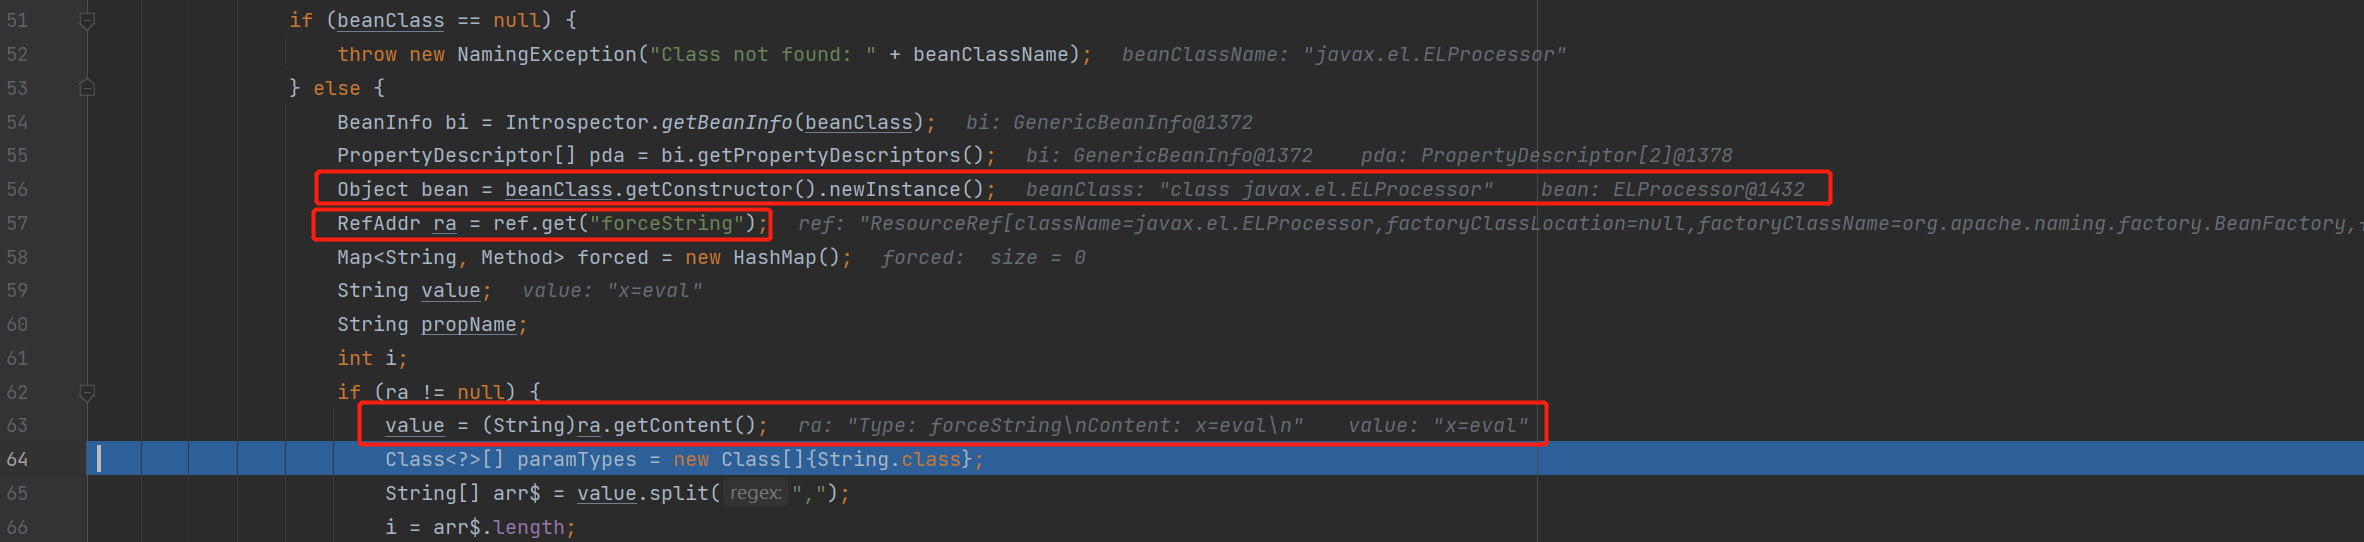 51 if (beanClass == null) {
52 throw new NamingException("Class not found: " + beanClassName); beanClassName: "javax.el.ELProcessor"
53 } else {
54 BeanInfo bi = Introspector.getBeanInfo(beanClass); bi: GenericBeanInfo@1372
55 PropertyDescriptor[] pda = bi.getPropertyDescriptors(); bi: GenericBeanInfo@1372 pda: PropertyDescriptor[2]@1378
56 Object bean = beanClass.getConstructor().newInstance(); beanClass: "class javax.el.ELProcessor" bean: ELProcessor@1432
57 RefAddr ra = ref.get("forceString"); ref: "ResourceRef[className=javax.el.ELProcessor,factoryClassLocation=null,factoryClassName=org.apache.naming.factory.BeanFactory,
58 Map<String, Method> forced = new HashMap(); forced: size = 0
59 String value; value: "x=eval"
60 String propName;
61 int i;
62 if (ra != null) {
63 value = (String)ra.getContent(); ra: "Type: forceString\nContent: x=eval\n" value: "x=eval"
64 Class<?>[] paramTypes = new Class[]{String.class};
65 String[] arr$ = value.split( regex: ",");
66 i = arr$.length;